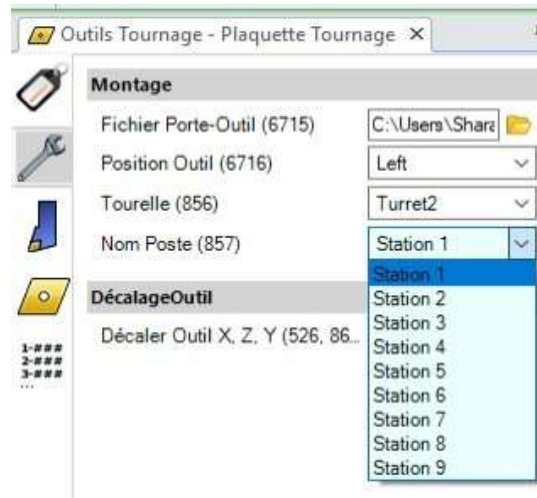 Outils Tournage - Plaquette Tournage
Montage
Fichier Porte-Outil (6715) C:\Users\Shara
Position Outil (6716) Left
Tourelle (856) Turret2
Nom Poste (857) Station 1
Station 1
DécalageOutil Station 2
Station 3
Décaler Outil X, Z, Y (526, 86... Station 4
1-### Station 5
2-### Station 6
3-### Station 7
... Station 8
Station 9